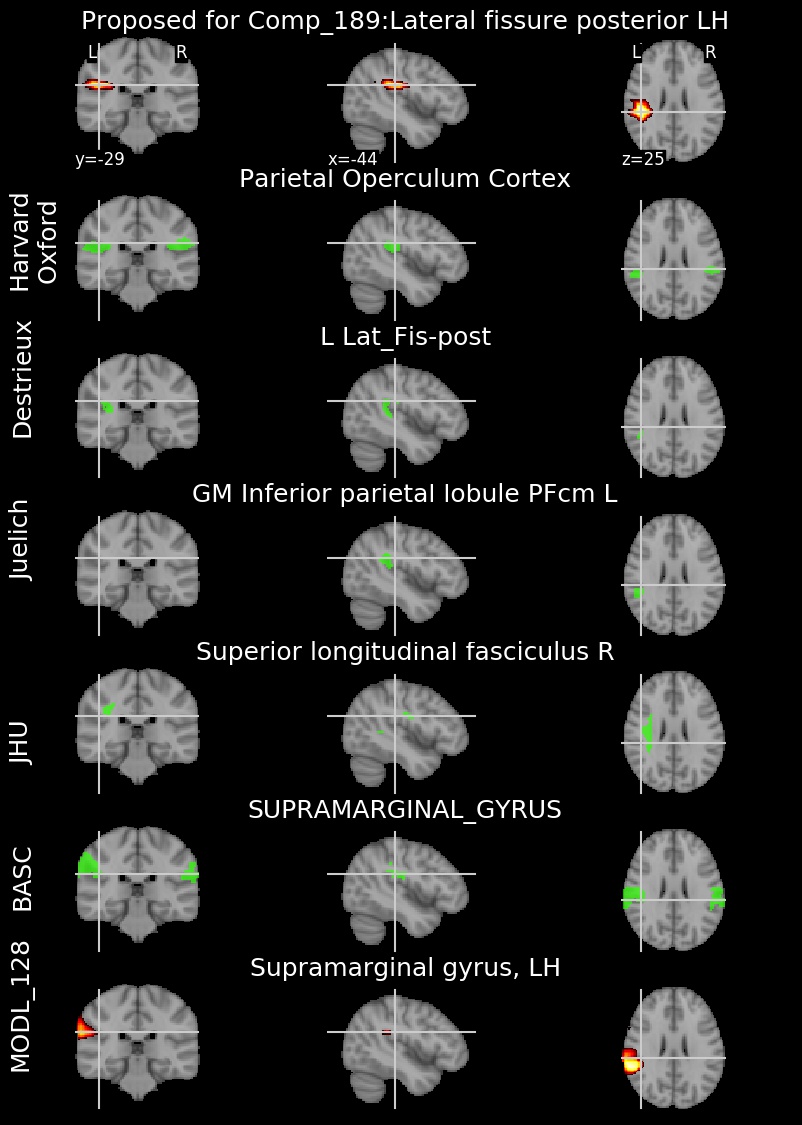 Proposed for Comp_189:Lateral fissure posterior LH
L R L R
y=-29 x=-44 z=25
Parietal Operculum Cortex
Harvard
Oxford
L Lat_Fis-post
Destrieux
GM Inferior parietal lobule PFcm L
Juelich
Superior longitudinal fasciculus R
JHU
SUPRAMARGINAL_GYRUS
BASC
Supramarginal gyrus, LH
MODL_128